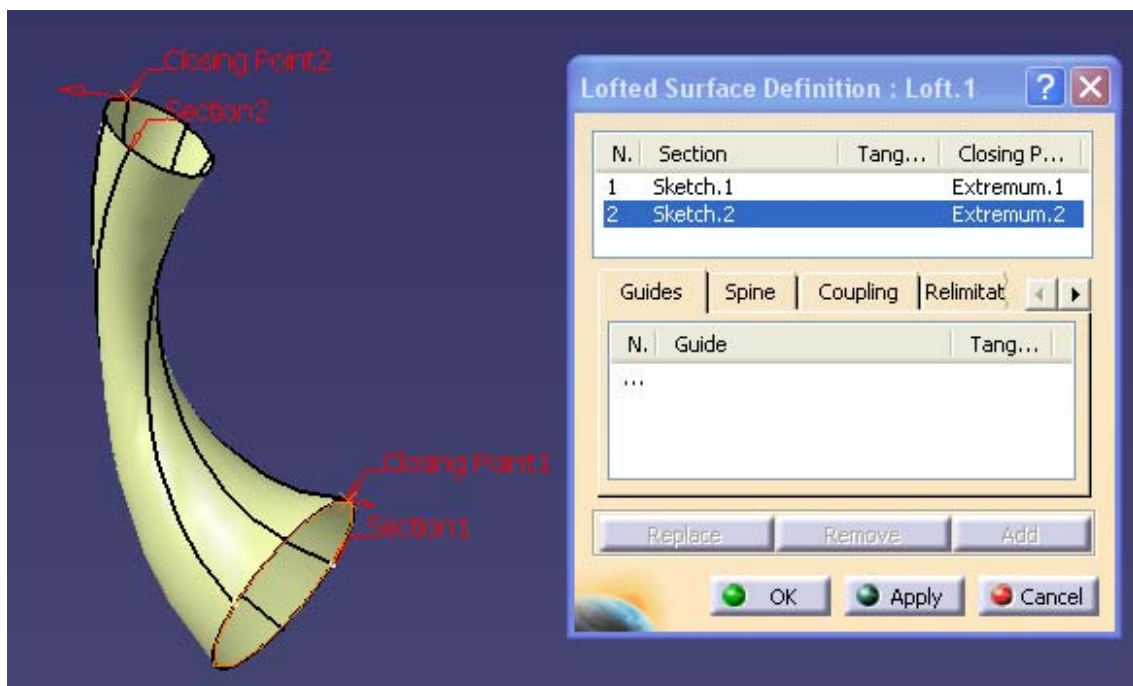 Closing Point2
Section2
Closing Point1
Section1
Lofted Surface Definition : Loft.1
N. Section Tang... Closing P...
1 Sketch.1 Extremum.1
2 Sketch.2 Extremum.2
Guides Spine Coupling Relimitat
N. Guide Tang...
...
Replace Remove Add
OK Apply Cancel